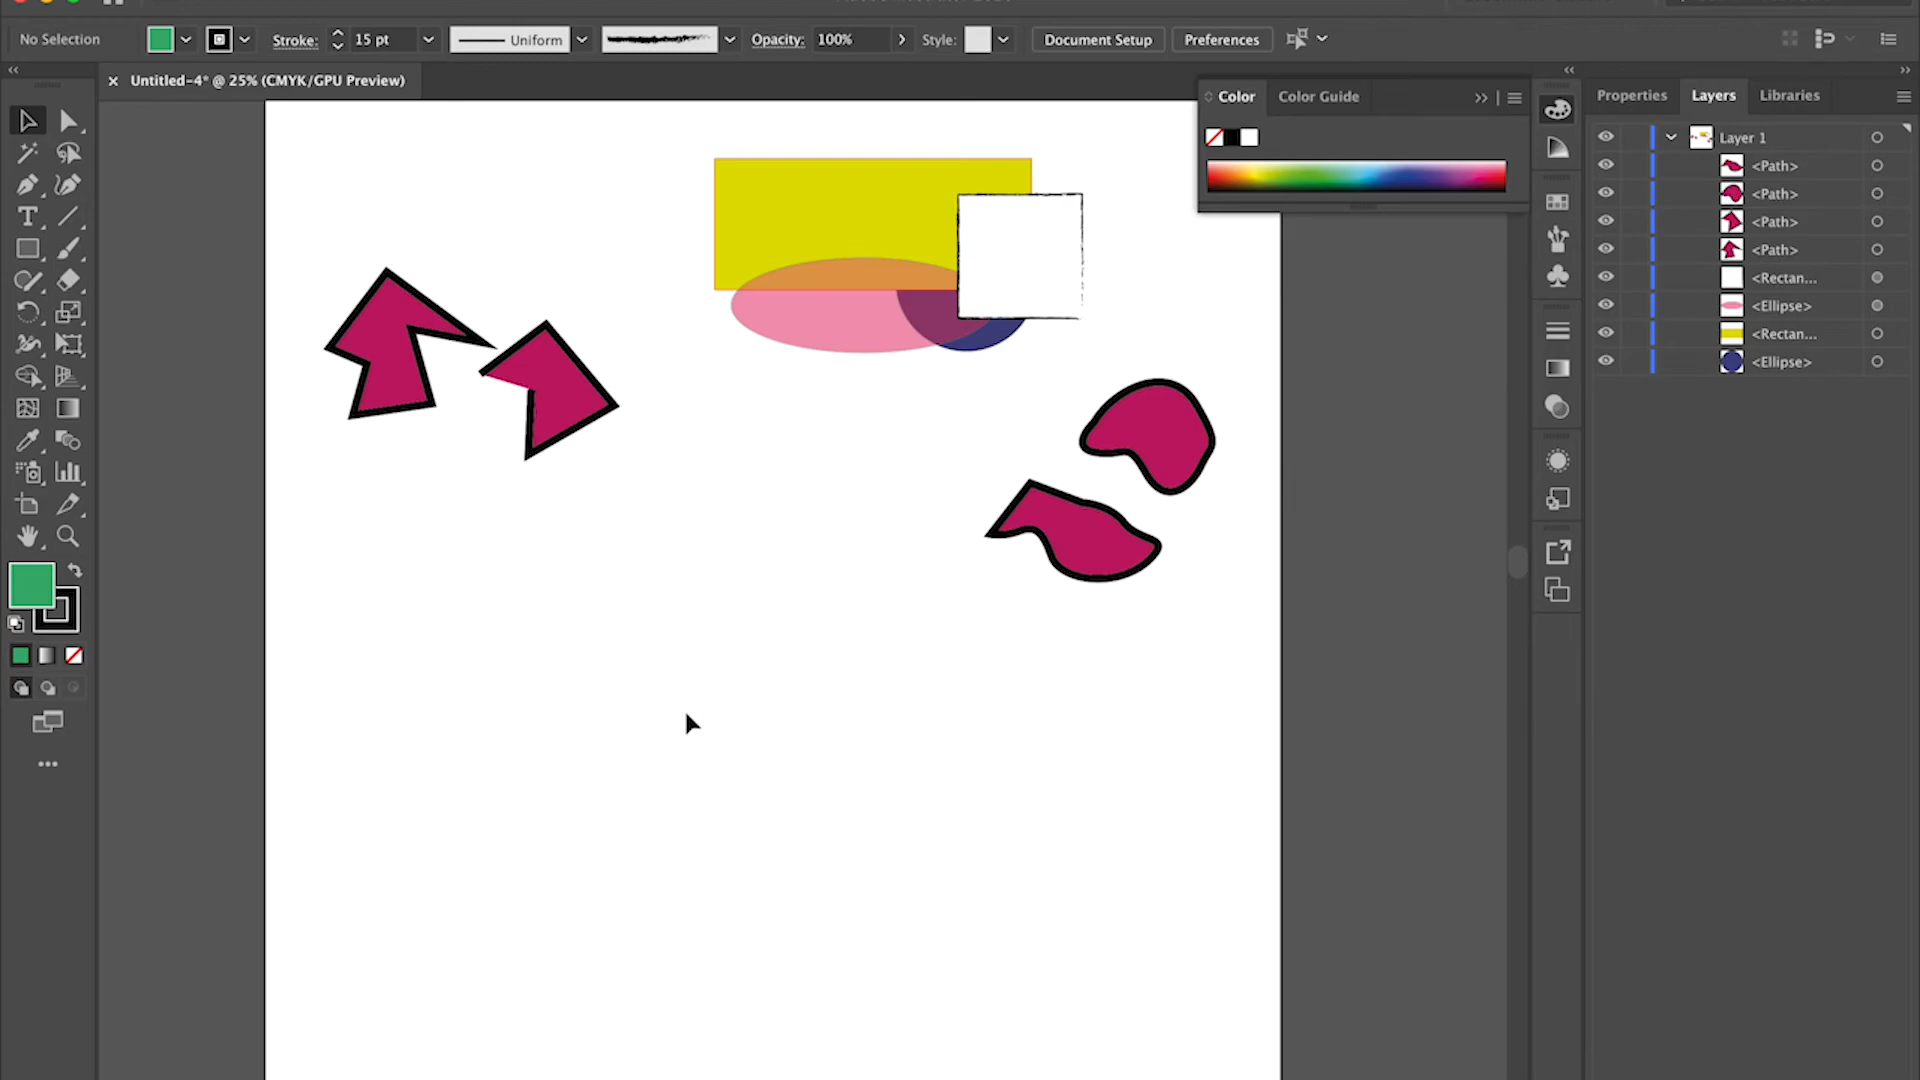 No Selection
Stroke: 15 pt
Uniform
Opacity: 100%
Style:
Document Setup
Preferences
Untitled-4* @ 25% (CMYK/GPU Preview)
Color
Color Guide
Properties
Layers
Libraries
Layer 1
<Path>
<Path>
<Path>
<Path>
<Rectan...
<Ellipse>
<Rectan...
<Ellipse>